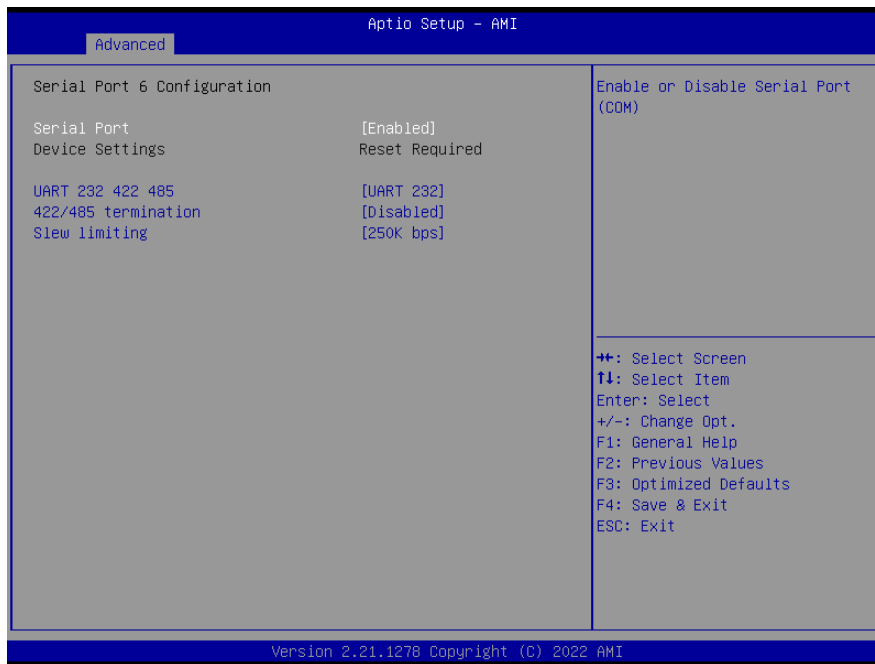 Aptio Setup – AMI
Advanced
Serial Port 6 Configuration
Serial Port [Enabled]
Device Settings Reset Required
UART 232 422 485 [UART 232]
422/485 termination [Disabled]
Slew limiting [250K bps]
Enable or Disable Serial Port
(COM)
→←: Select Screen
↑↓: Select Item
Enter: Select
+/-: Change Opt.
F1: General Help
F2: Previous Values
F3: Optimized Defaults
F4: Save & Exit
ESC: Exit
Version 2.21.1278 Copyright (C) 2022 AMI